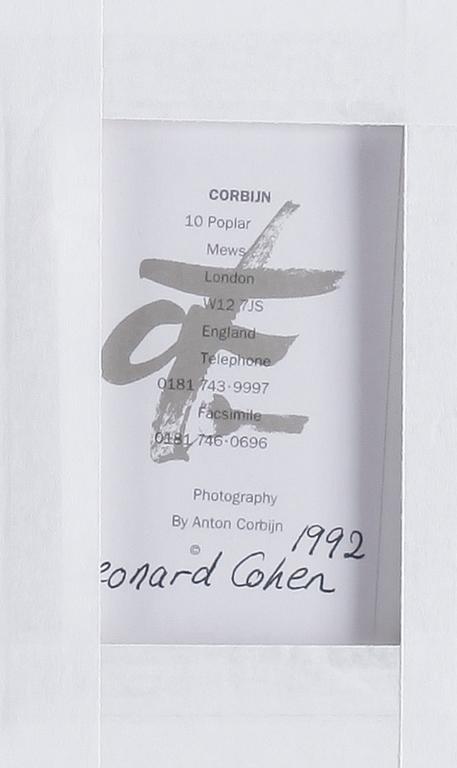 CORBIJN
10 Poplar
Mews
London
W12 7JS
England
Telephone
0181 743·9997
Facsimile
0181 746·0696
Photography
By Anton Corbijn
©
1992
eonard Cohen